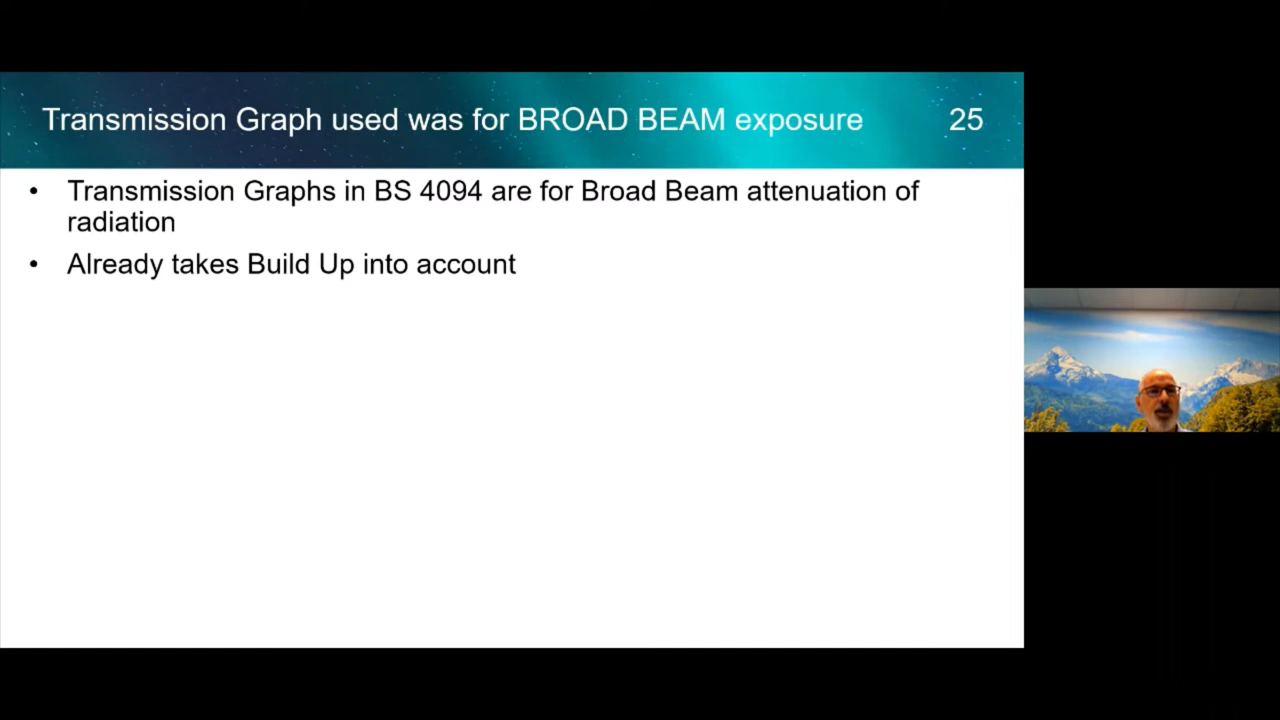 Transmission Graph used was for BROAD BEAM exposure 25
• Transmission Graphs in BS 4094 are for Broad Beam attenuation of
radiation
• Already takes Build Up into account